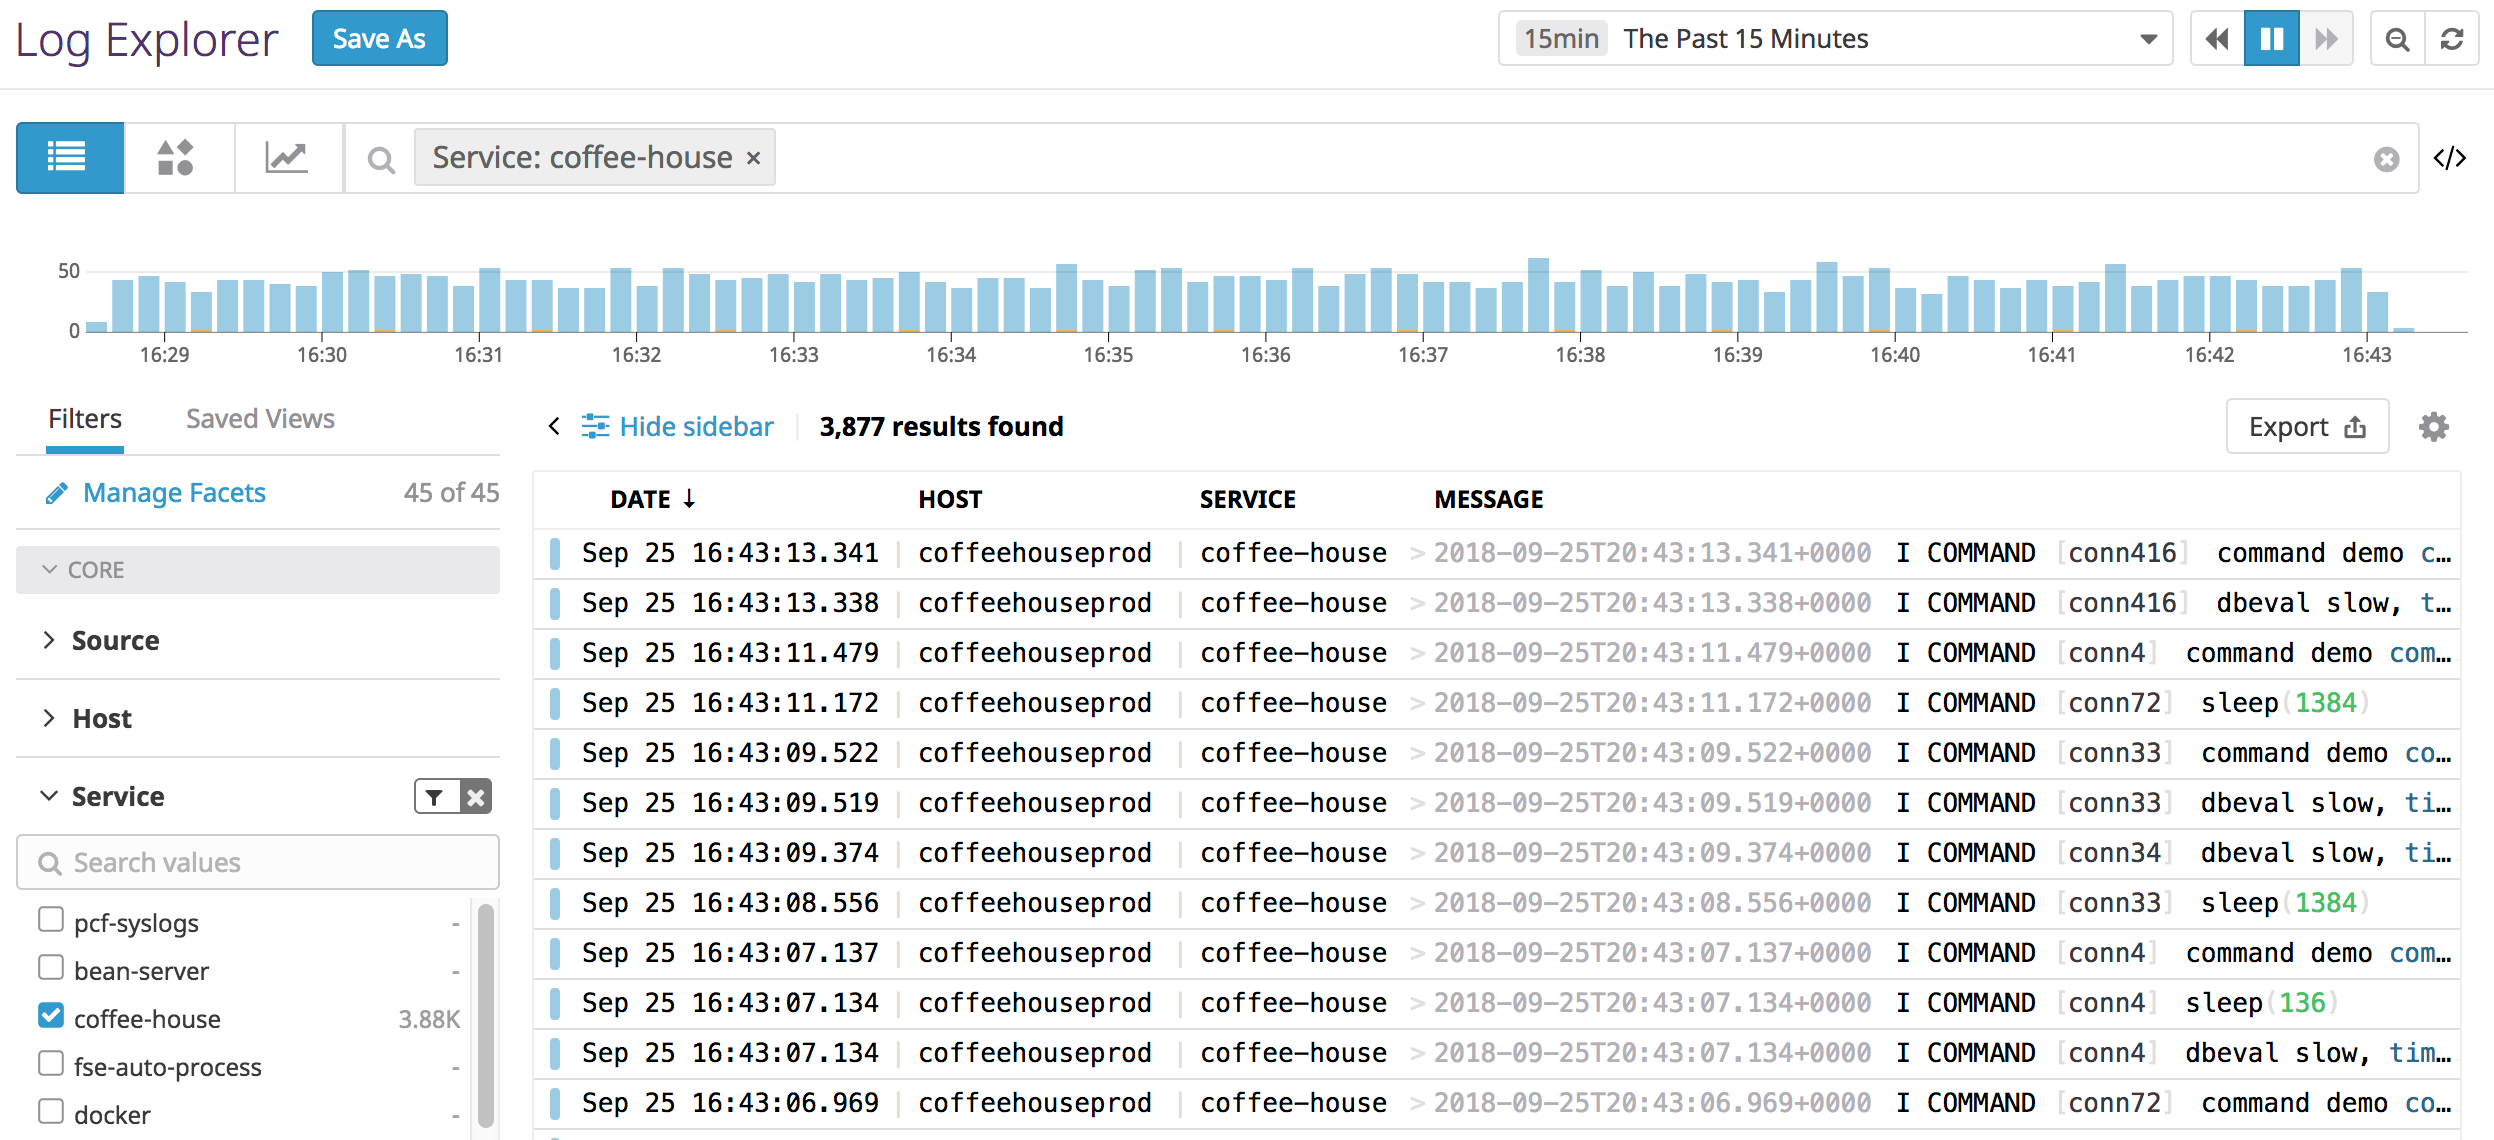 Log Explorer Save As 15min The Past 15 Minutes
Service: coffee-house × </>
50
0
16:29 16:30 16:31 16:32 16:33 16:34 16:35 16:36 16:37 16:38 16:39 16:40 16:41 16:42 16:43
Filters Saved Views
Hide sidebar 3,877 results found Export
Manage Facets 45 of 45
CORE
Source
Host
Service
Search values
pcf-syslogs -
bean-server -
coffee-house 3.88K
fse-auto-process -
docker -
DATE ↓ HOST SERVICE MESSAGE
Sep 25 16:43:13.341 | coffeehouseprod | coffee-house > 2018-09-25T20:43:13.341+0000 I COMMAND [conn416] command demo c…
Sep 25 16:43:13.338 | coffeehouseprod | coffee-house > 2018-09-25T20:43:13.338+0000 I COMMAND [conn416] dbeval slow, t…
Sep 25 16:43:11.479 | coffeehouseprod | coffee-house > 2018-09-25T20:43:11.479+0000 I COMMAND [conn4] command demo com…
Sep 25 16:43:11.172 | coffeehouseprod | coffee-house > 2018-09-25T20:43:11.172+0000 I COMMAND [conn72] sleep(1384)
Sep 25 16:43:09.522 | coffeehouseprod | coffee-house > 2018-09-25T20:43:09.522+0000 I COMMAND [conn33] command demo co…
Sep 25 16:43:09.519 | coffeehouseprod | coffee-house > 2018-09-25T20:43:09.519+0000 I COMMAND [conn33] dbeval slow, ti…
Sep 25 16:43:09.374 | coffeehouseprod | coffee-house > 2018-09-25T20:43:09.374+0000 I COMMAND [conn34] dbeval slow, ti…
Sep 25 16:43:08.556 | coffeehouseprod | coffee-house > 2018-09-25T20:43:08.556+0000 I COMMAND [conn33] sleep(1384)
Sep 25 16:43:07.137 | coffeehouseprod | coffee-house > 2018-09-25T20:43:07.137+0000 I COMMAND [conn4] command demo com…
Sep 25 16:43:07.134 | coffeehouseprod | coffee-house > 2018-09-25T20:43:07.134+0000 I COMMAND [conn4] sleep(136)
Sep 25 16:43:07.134 | coffeehouseprod | coffee-house > 2018-09-25T20:43:07.134+0000 I COMMAND [conn4] dbeval slow, tim…
Sep 25 16:43:06.969 | coffeehouseprod | coffee-house > 2018-09-25T20:43:06.969+0000 I COMMAND [conn72] command demo co…